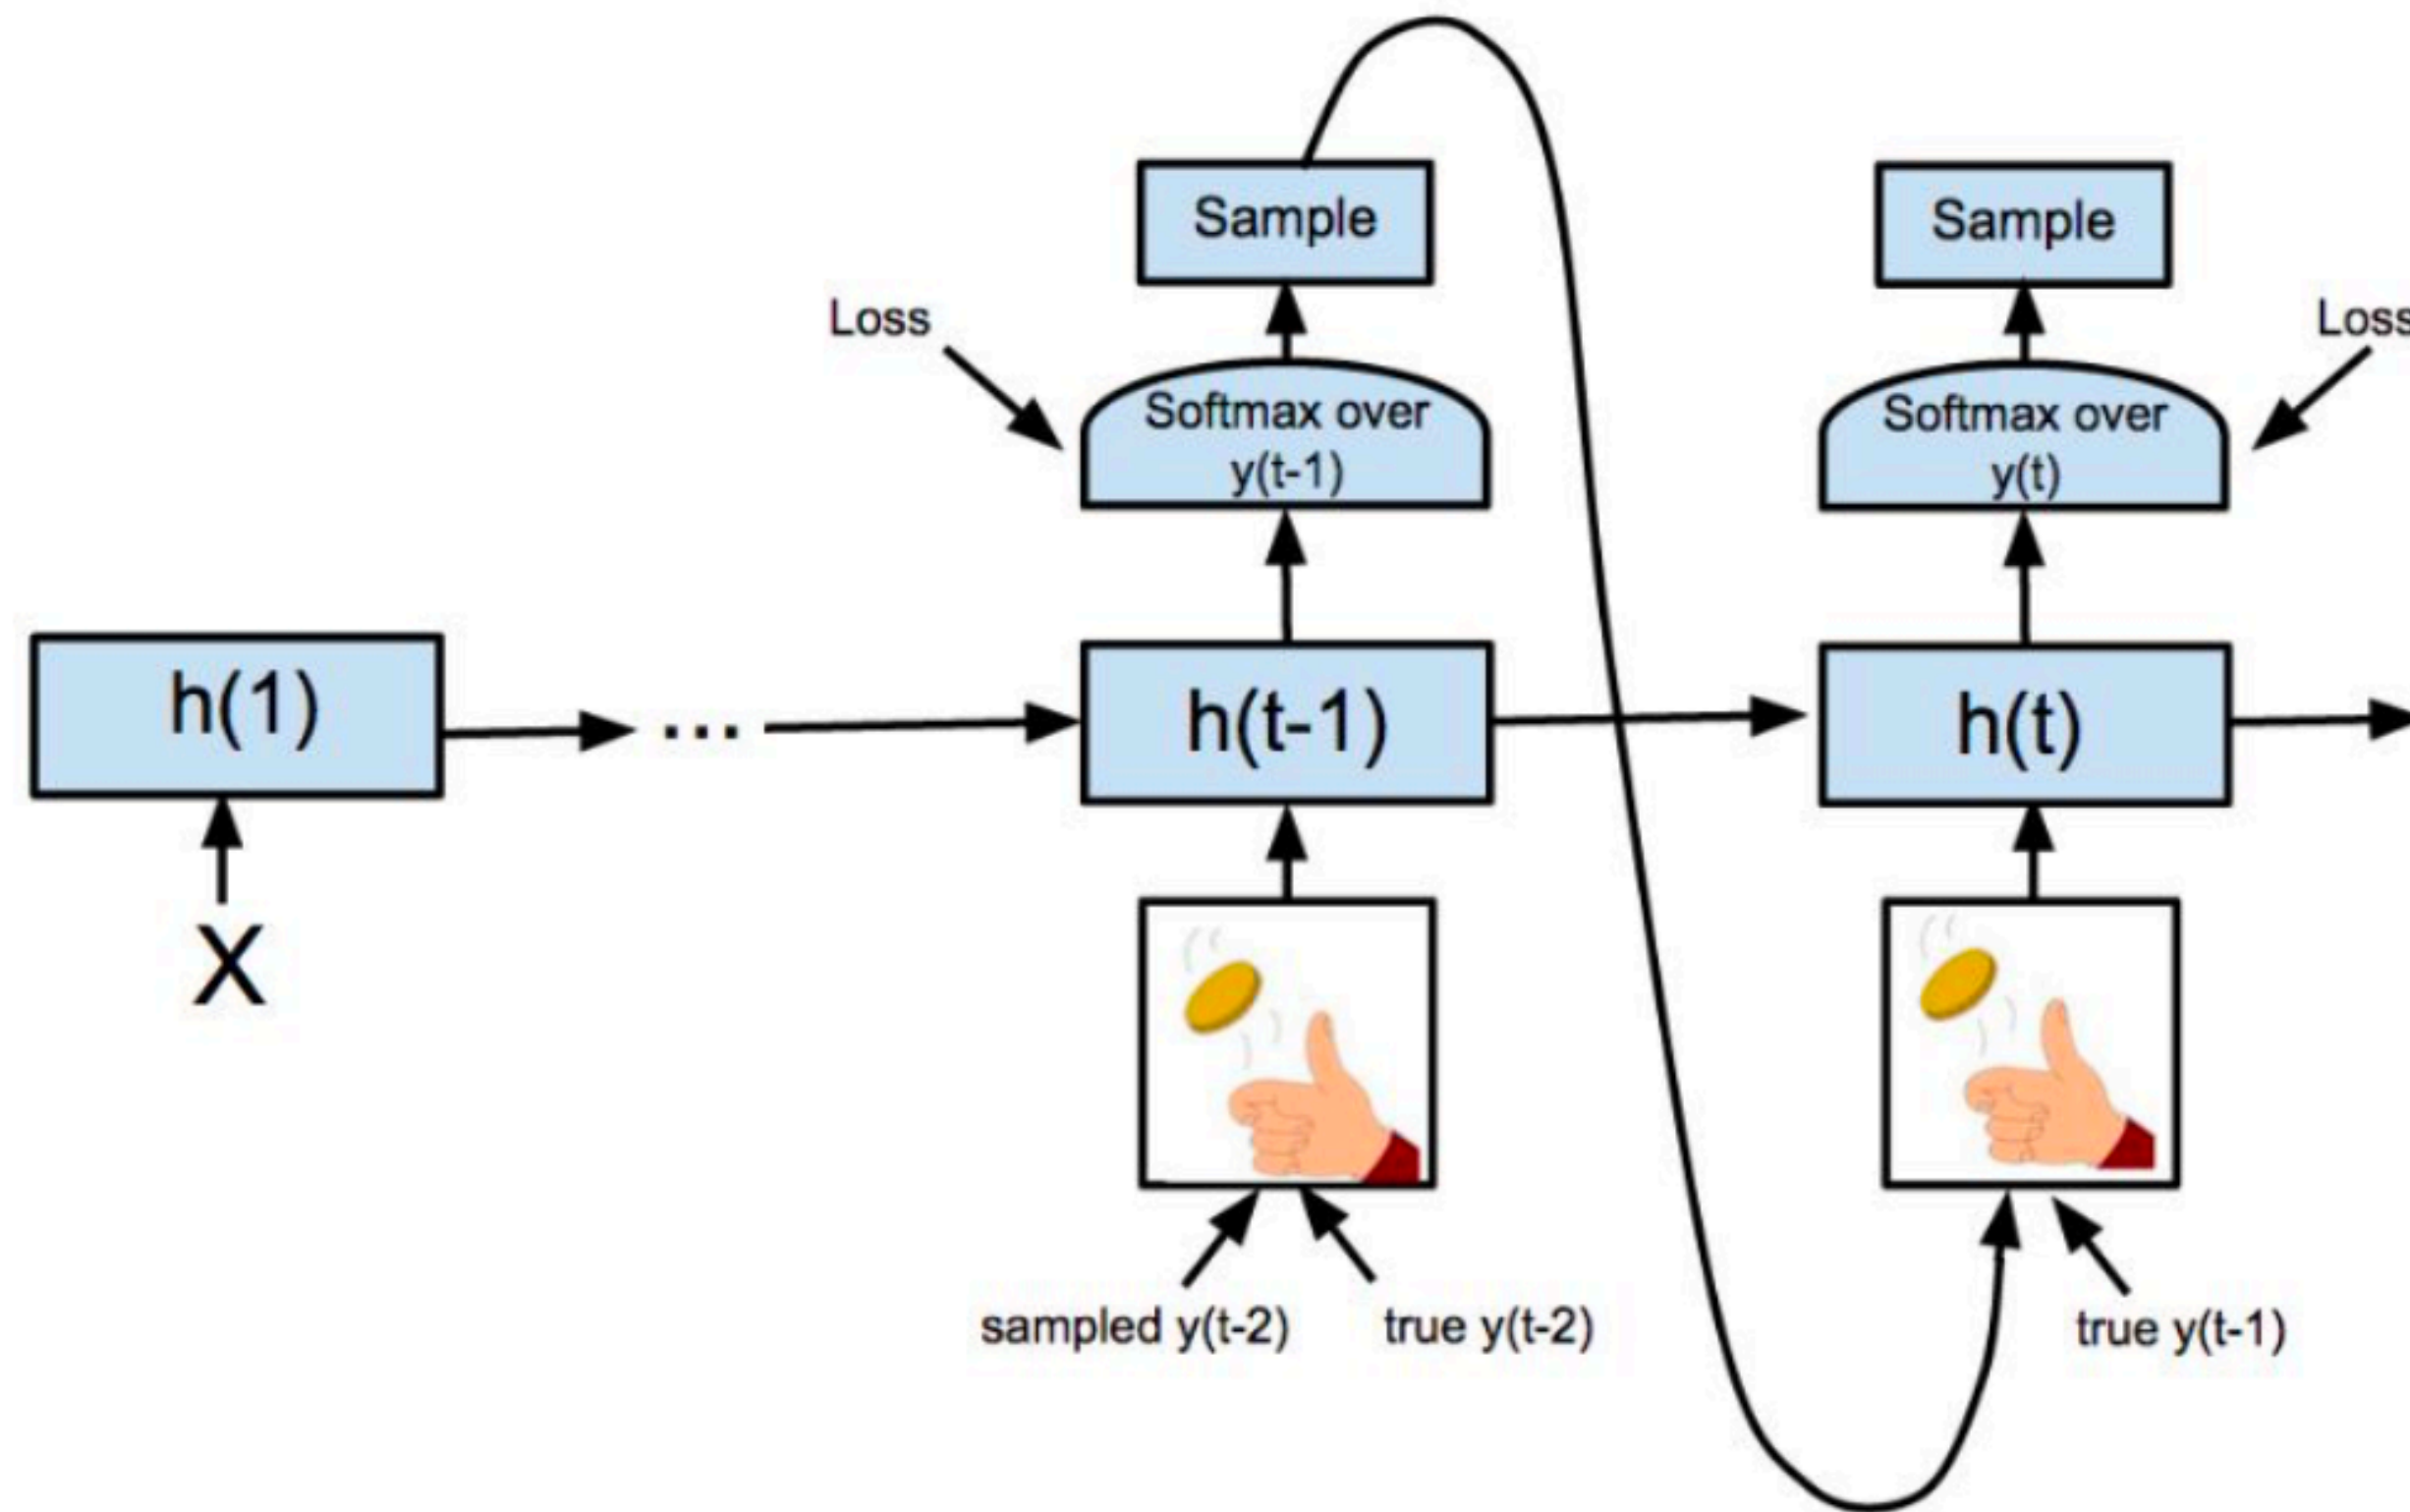 Sample
Sample
Loss
Loss
Softmax over
y(t-1)
Softmax over
y(t)
h(1)
...
h(t-1)
h(t)
X
sampled y(t-2)
true y(t-2)
true y(t-1)